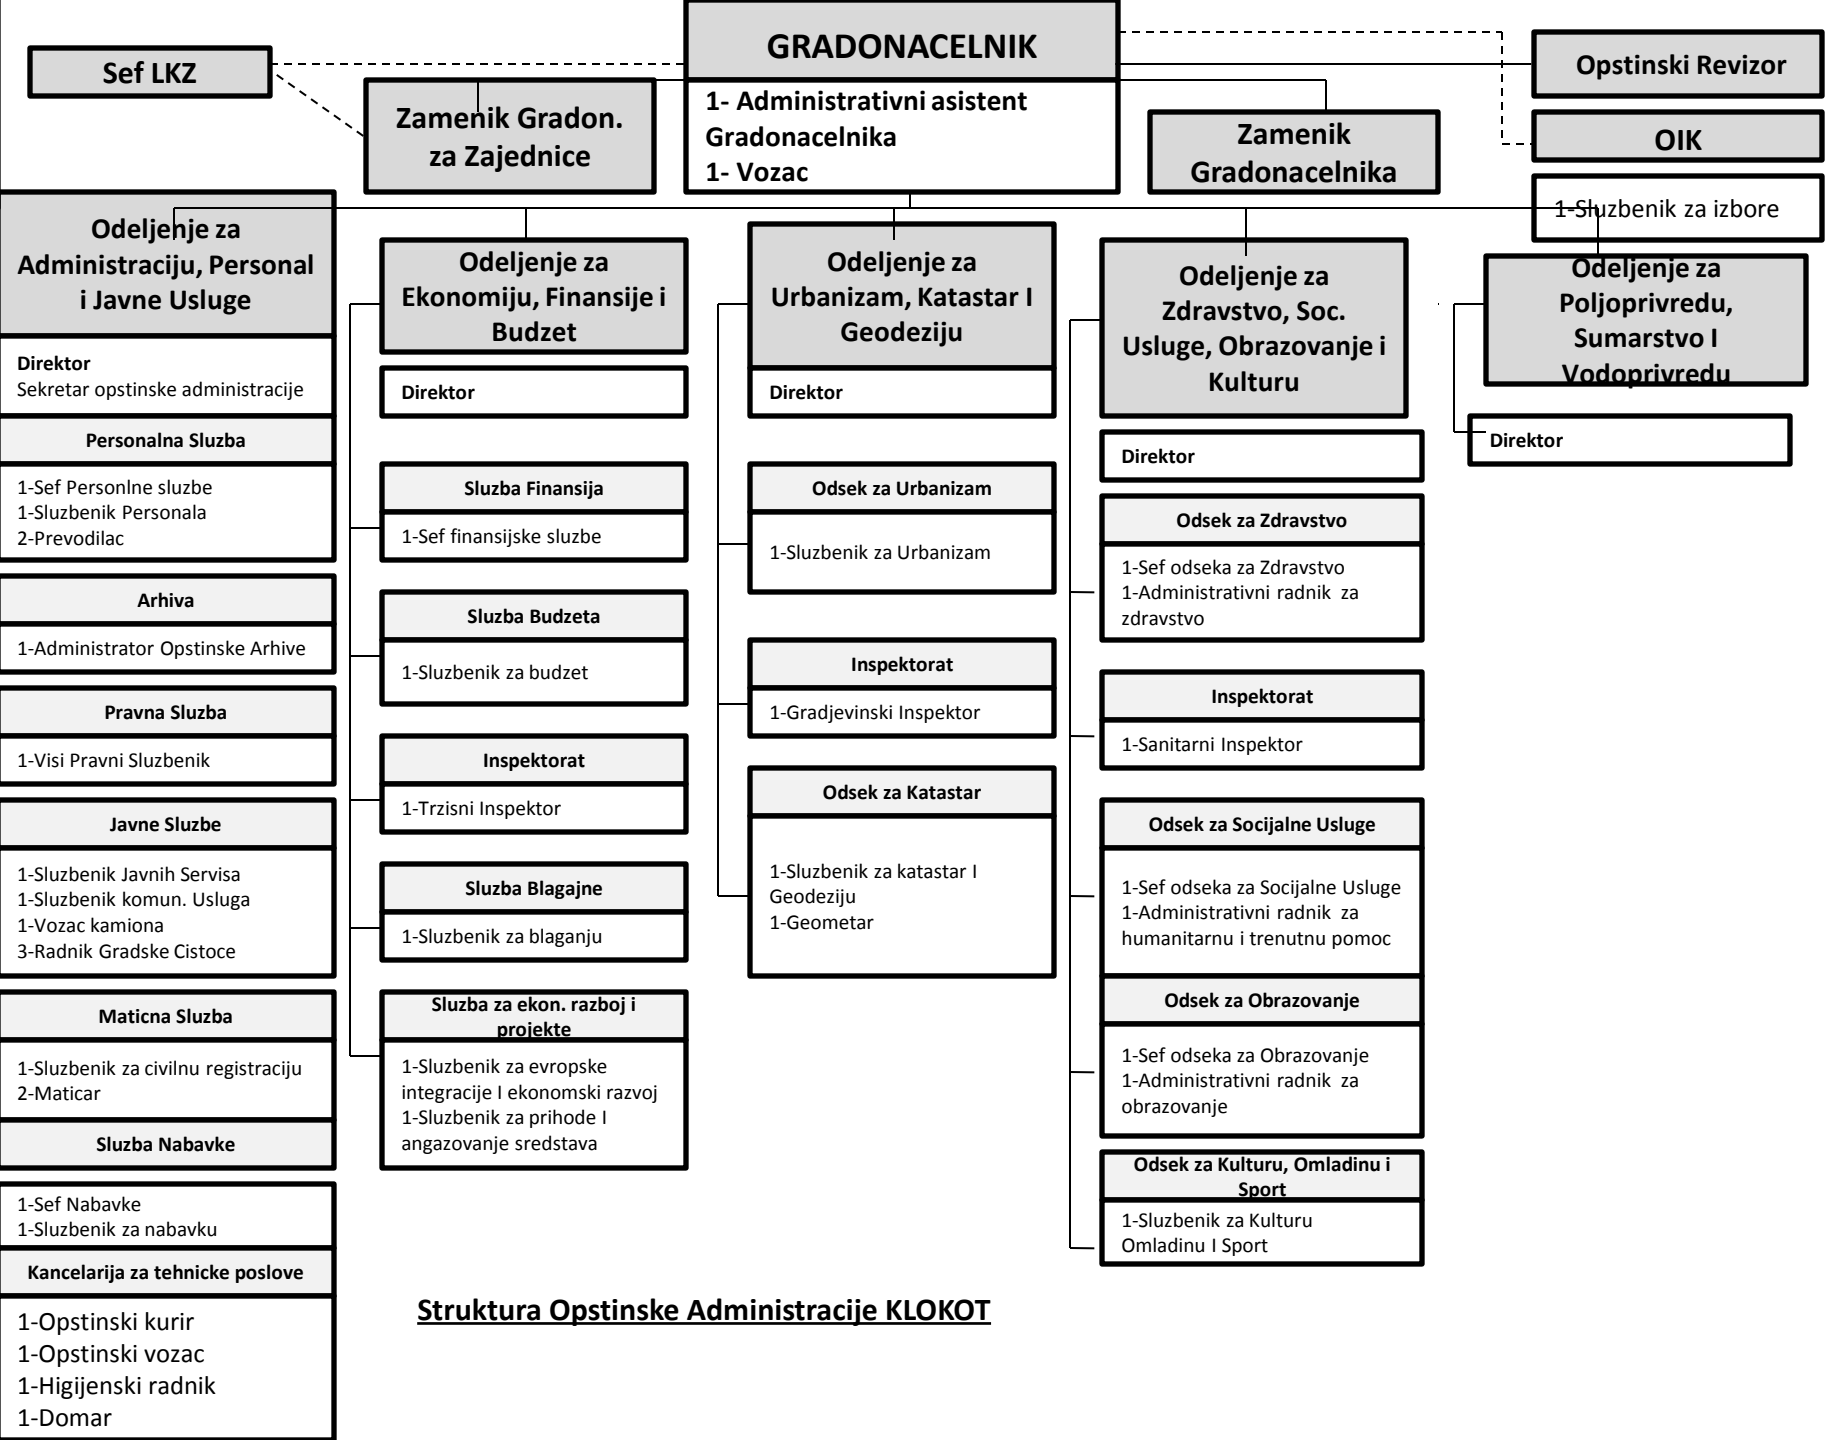 GRADONACELNIK
1- Administrativni asistent
Gradonacelnika
1- Vozac
Sef LKZ
Zamenik Gradon.
za Zajednice
Zamenik
Gradonacelnika
Opstinski Revizor
OIK
1-Sluzbenik za izbore
Odeljenje za
Administraciju, Personal
i Javne Usluge
Direktor
Sekretar opstinske administracije
Personalna Sluzba
1-Sef Personlne sluzbe
1-Sluzbenik Personala
2-Prevodilac
Arhiva
1-Administrator Opstinske Arhive
Pravna Sluzba
1-Visi Pravni Sluzbenik
Javne Sluzbe
1-Sluzbenik Javnih Servisa
1-Sluzbenik komun. Usluga
1-Vozac kamiona
3-Radnik Gradske Cistoce
Maticna Sluzba
1-Sluzbenik za civilnu registraciju
2-Maticar
Sluzba Nabavke
1-Sef Nabavke
1-Sluzbenik za nabavku
Kancelarija za tehnicke poslove
1-Opstinski kurir
1-Opstinski vozac
1-Higijenski radnik
1-Domar
Odeljenje za
Ekonomiju, Finansije i
Budzet
Direktor
Sluzba Finansija
1-Sef finansijske sluzbe
Sluzba Budzeta
1-Sluzbenik za budzet
Inspektorat
1-Trzisni Inspektor
Sluzba Blagajne
1-Sluzbenik za blaganju
Sluzba za ekon. razboj i
projekte
1-Sluzbenik za evropske
integracije I ekonomski razvoj
1-Sluzbenik za prihode I
angazovanje sredstava
Odeljenje za
Urbanizam, Katastar I
Geodeziju
Direktor
Odsek za Urbanizam
1-Sluzbenik za Urbanizam
Inspektorat
1-Gradjevinski Inspektor
Odsek za Katastar
1-Sluzbenik za katastar I
Geodeziju
1-Geometar
Odeljenje za
Zdravstvo, Soc.
Usluge, Obrazovanje i
Kulturu
Direktor
Odsek za Zdravstvo
1-Sef odseka za Zdravstvo
1-Administrativni radnik za
zdravstvo
Inspektorat
1-Sanitarni Inspektor
Odsek za Socijalne Usluge
1-Sef odseka za Socijalne Usluge
1-Administrativni radnik za
humanitarnu i trenutnu pomoc
Odsek za Obrazovanje
1-Sef odseka za Obrazovanje
1-Administrativni radnik za
obrazovanje
Odsek za Kulturu, Omladinu i
Sport
1-Sluzbenik za Kulturu
Omladinu I Sport
Odeljenje za
Poljoprivredu,
Sumarstvo I
Vodoprivredu
Direktor
Struktura Opstinske Administracije KLOKOT